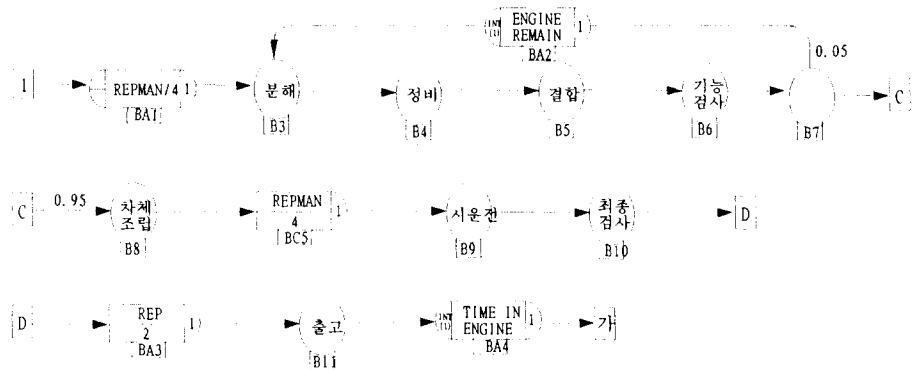 INT
(1)
ENGINE
REMAIN
1
BA2
0.05
1
REPMAN/4
1
BA1
분해
B3
정비
B4
결합
B5
기능
검사
B6
B7
C
C
0.95
차체
조립
B8
REPMAN
4
1
BC5
시운전
B9
최종
검사
B10
D
D
REP
2
1
BA3
출고
B11
INT
(1)
TIME IN
ENGINE
1
BA4
가